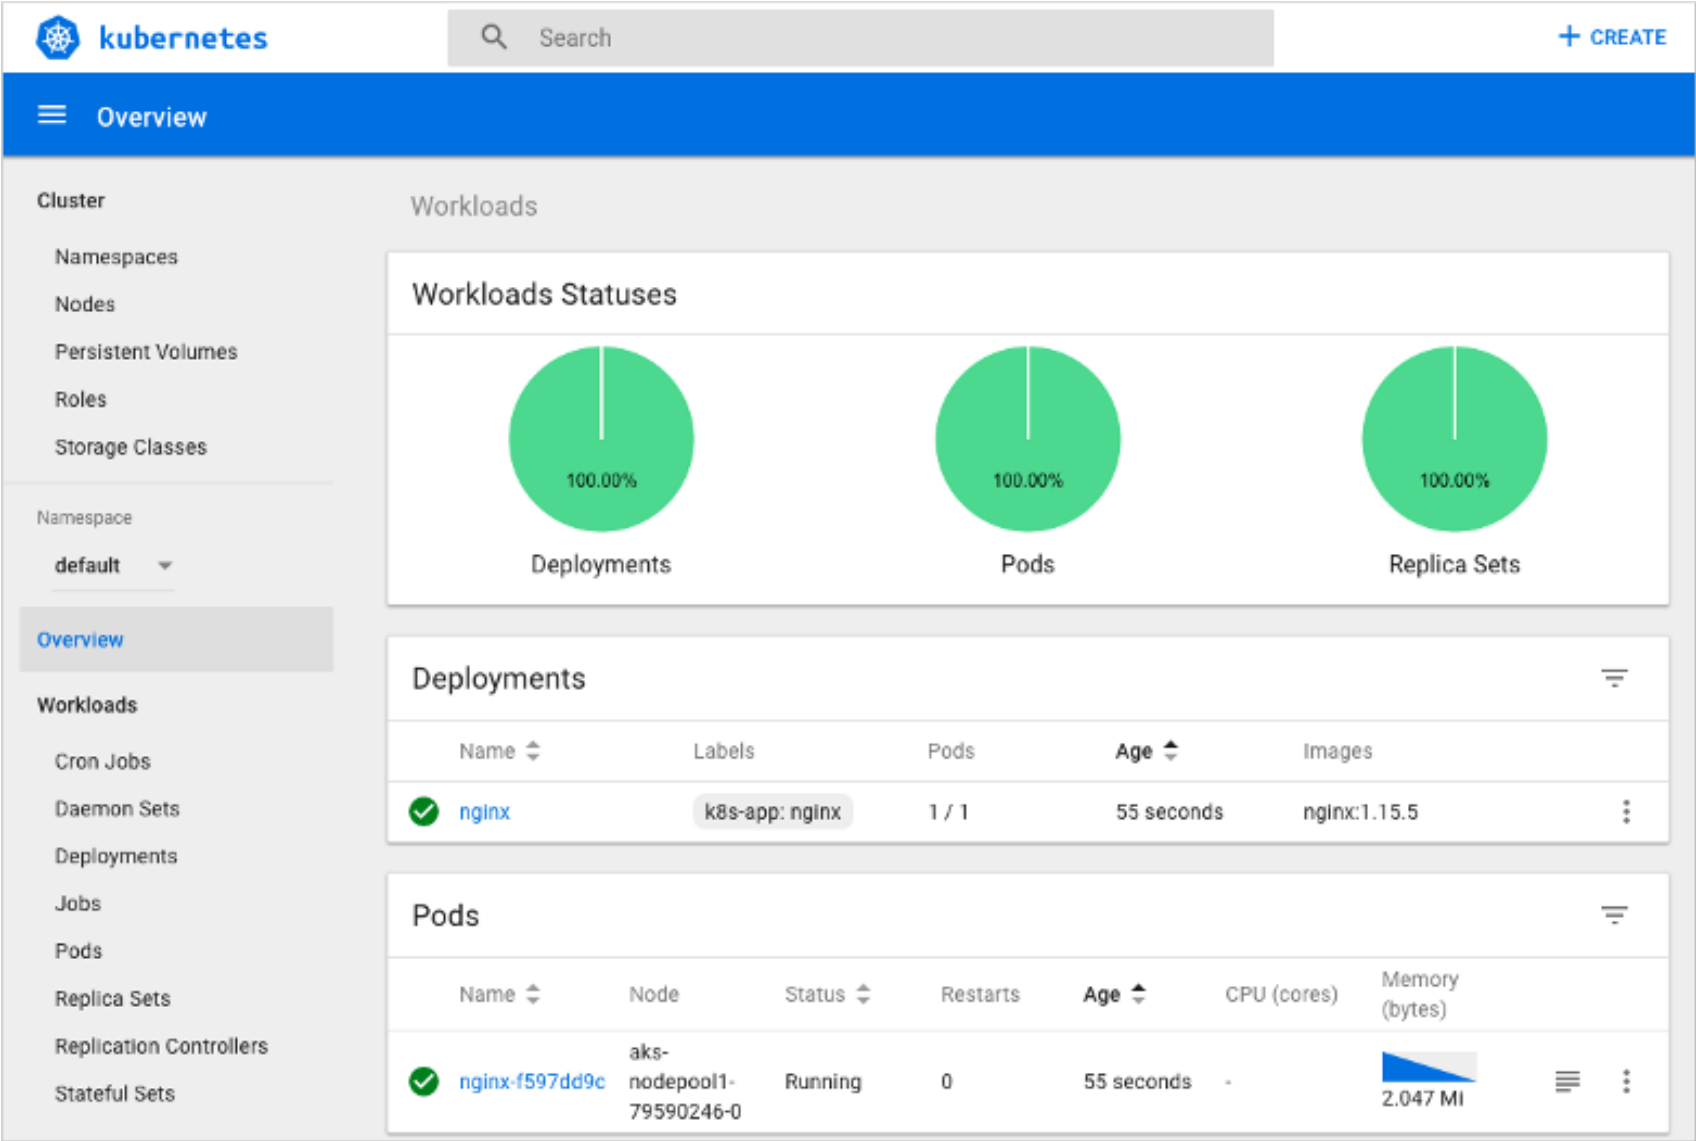 kubernetes
Search
+ CREATE
Overview
Cluster
Namespaces
Nodes
Persistent Volumes
Roles
Storage Classes
Namespace
default
Overview
Workloads
Cron Jobs
Daemon Sets
Deployments
Jobs
Pods
Replica Sets
Replication Controllers
Stateful Sets
Workloads
Workloads Statuses
100.00%
100.00%
100.00%
Deployments
Pods
Replica Sets
Deployments
Name Labels Pods Age Images
nginx k8s-app: nginx 1 / 1 55 seconds nginx:1.15.5
Pods
Name Node Status Restarts Age CPU (cores) Memory
(bytes)
aks-
nginx-f597dd9c nodepool1- Running 0 55 seconds -
79590246-0
2.047 Mi